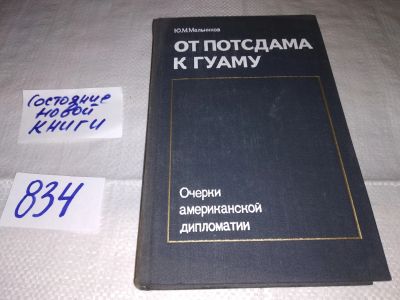 Ю.М.Мельников
ОТ ПОТСДАМА
К ГУАМУ
Очерки
американской
дипломатии
Состояние
новой
книги
834